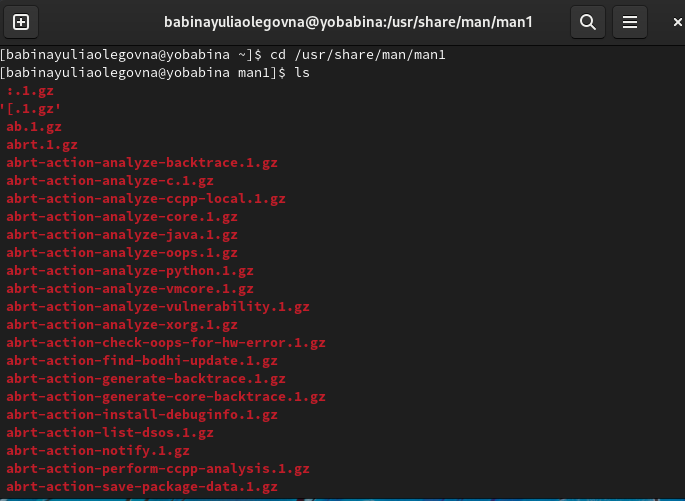 babinayuliaolegovna@yobabina:/usr/share/man/man1
[babinayuliaolegovna@yobabina ~]$ cd /usr/share/man/man1
[babinayuliaolegovna@yobabina man1]$ ls
:.1.gz
'[.1.gz'
ab.1.gz
abrt.1.gz
abrt-action-analyze-backtrace.1.gz
abrt-action-analyze-c.1.gz
abrt-action-analyze-ccpp-local.1.gz
abrt-action-analyze-core.1.gz
abrt-action-analyze-java.1.gz
abrt-action-analyze-oops.1.gz
abrt-action-analyze-python.1.gz
abrt-action-analyze-vmcore.1.gz
abrt-action-analyze-vulnerability.1.gz
abrt-action-analyze-xorg.1.gz
abrt-action-check-oops-for-hw-error.1.gz
abrt-action-find-bodhi-update.1.gz
abrt-action-generate-backtrace.1.gz
abrt-action-generate-core-backtrace.1.gz
abrt-action-install-debuginfo.1.gz
abrt-action-list-dsos.1.gz
abrt-action-notify.1.gz
abrt-action-perform-ccpp-analysis.1.gz
abrt-action-save-package-data.1.gz